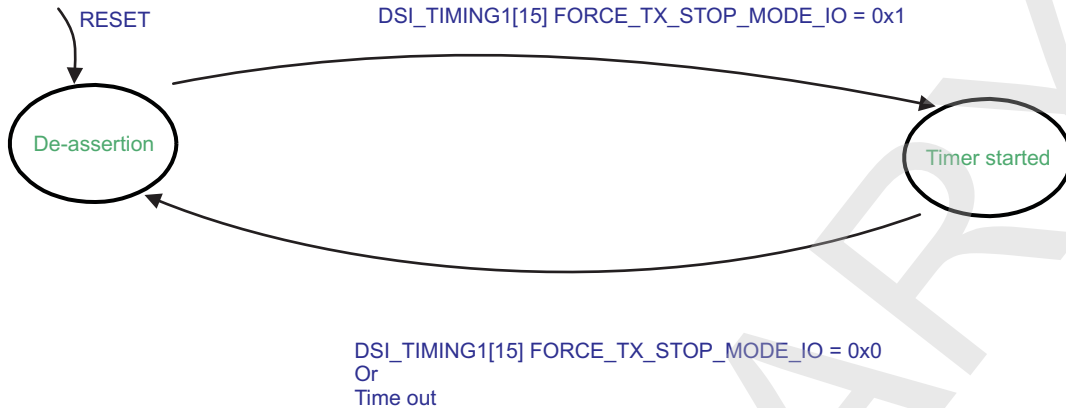 RESET
DSI_TIMING1[15] FORCE_TX_STOP_MODE_IO = 0x1
De-assertion
Timer started
DSI_TIMING1[15] FORCE_TX_STOP_MODE_IO = 0x0
Or
Time out